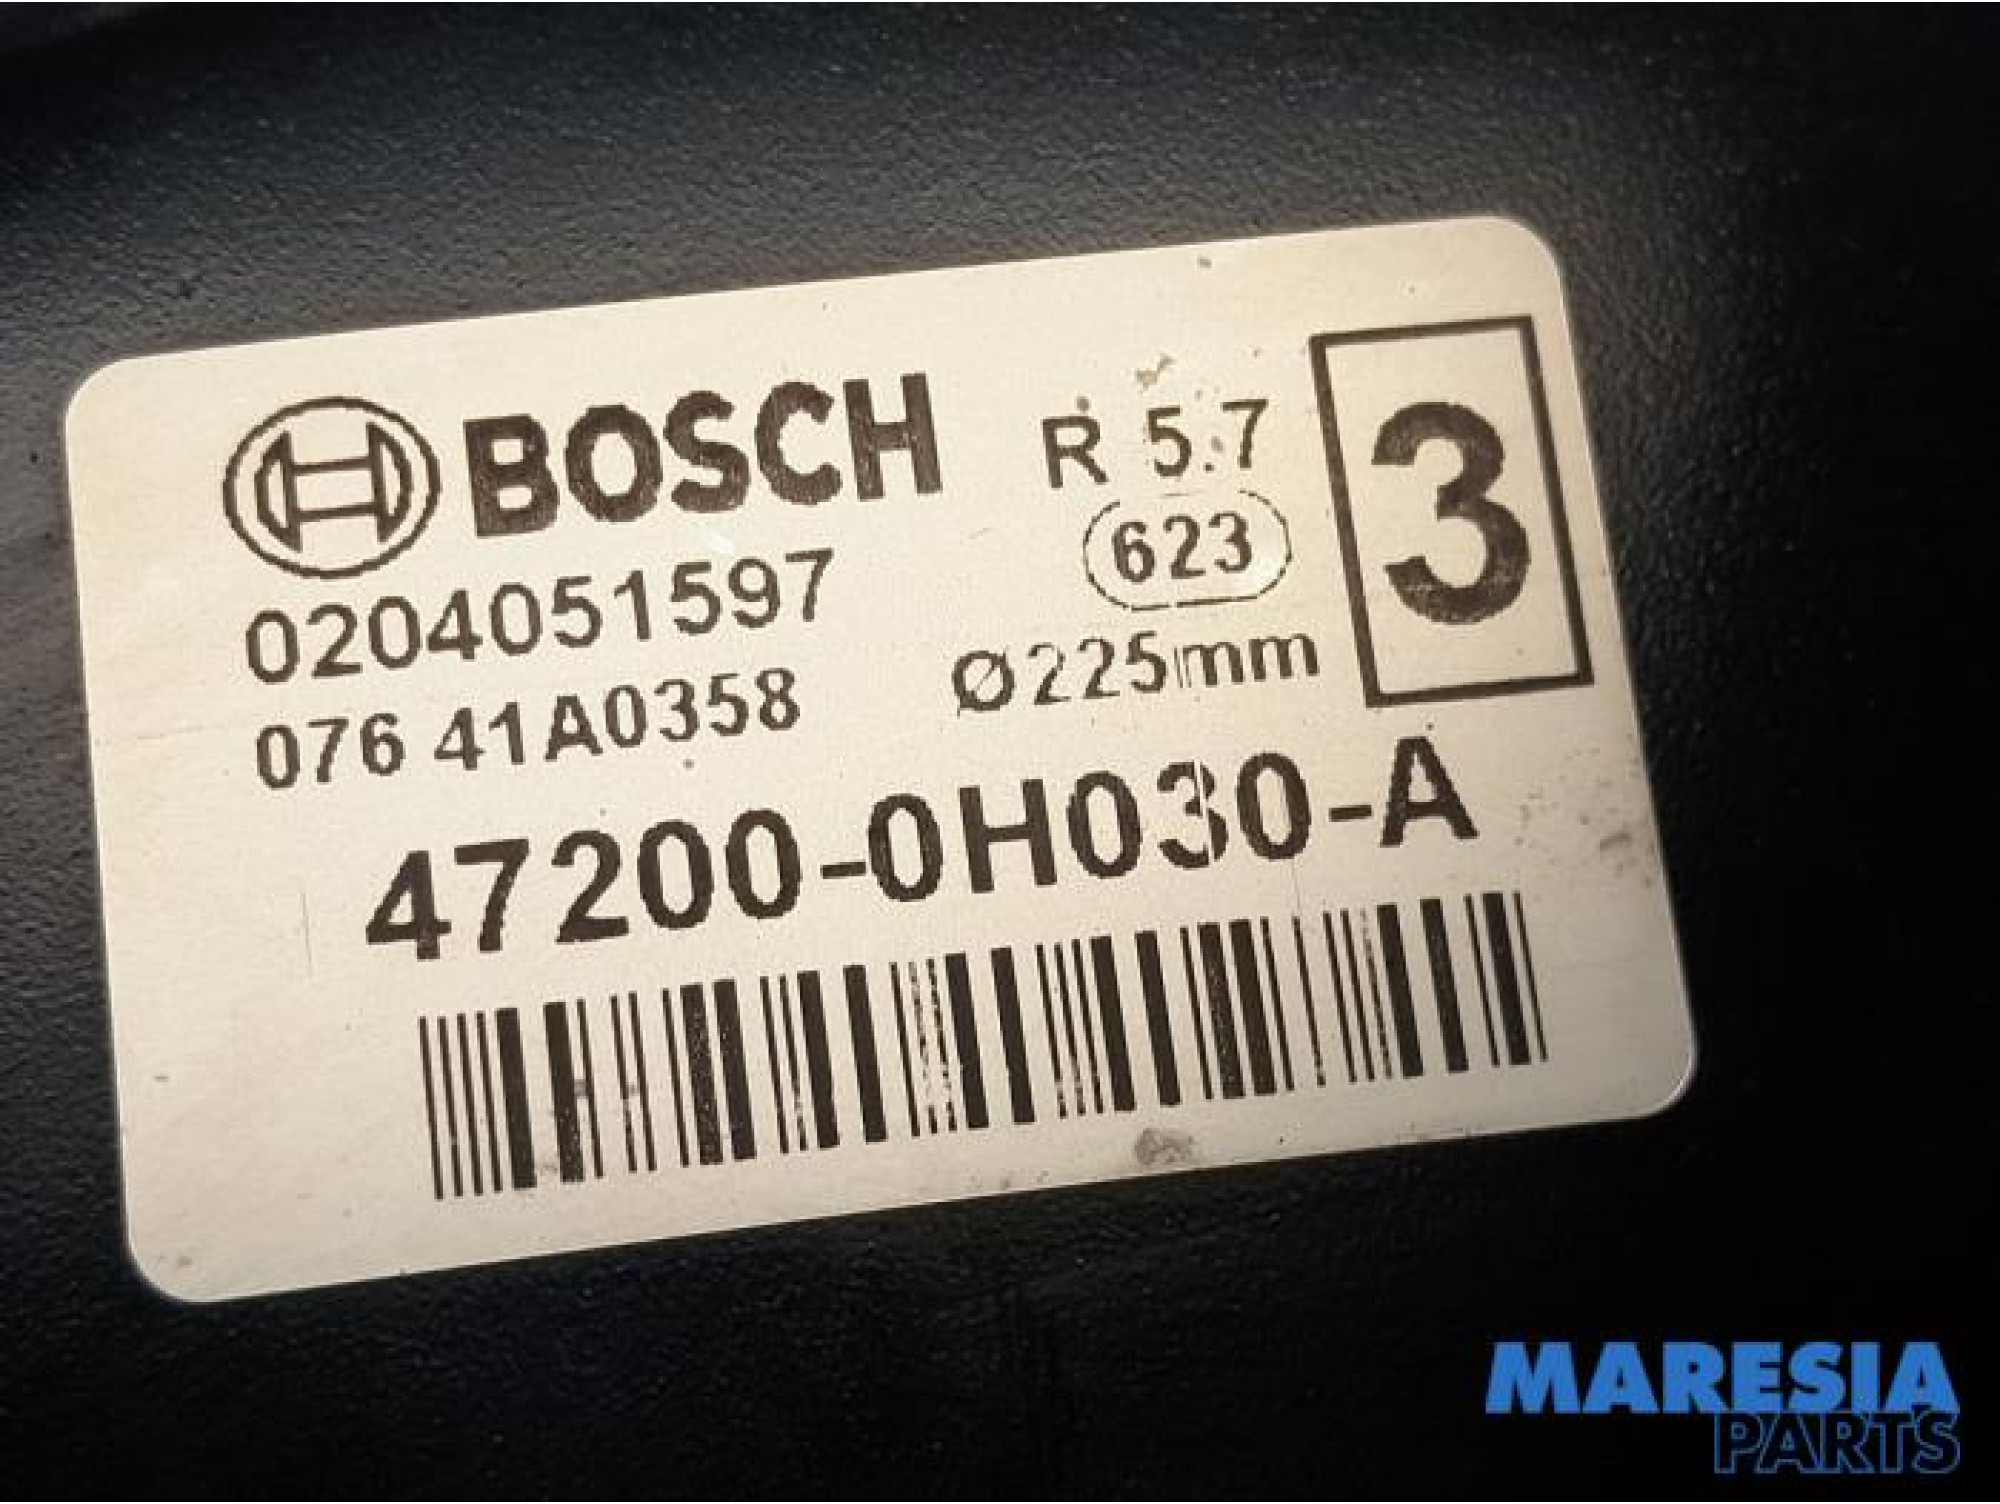 BOSCH
R 5.7
3
623
0204051597
Ø225mm
076 41A0358
47200-0H030-A
MARESIA
PARTS